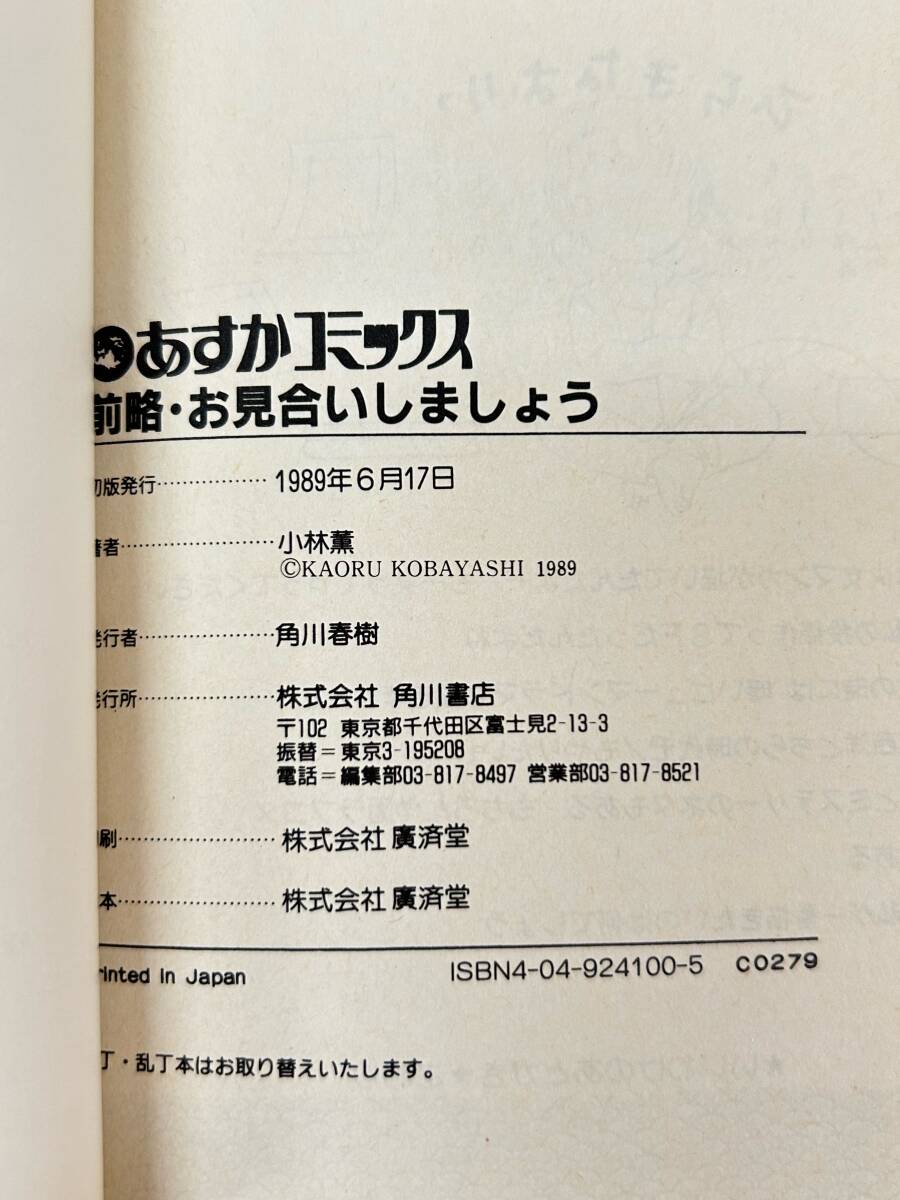 あすかコミックス
前略・お見合いしましょう
初版発行……………… 1989年6月17日
著者……………………… 小林薫
©KAORU KOBAYASHI 1989
発行者…………………… 角川春樹
発行所…………………… 株式会社 角川書店
〒102 東京都千代田区富士見2-13-3
振替=東京3-195208
電話=編集部03-817-8497 営業部03-817-8521
印刷……………………… 株式会社 廣済堂
本……………………… 株式会社 廣済堂
Printed in Japan ISBN4-04-924100-5 C0279
丁・乱丁本はお取り替えいたします。